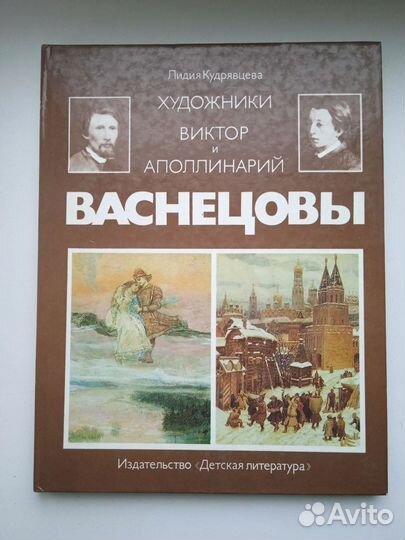 Лидия Кудрявцева
ХУДОЖНИКИ
ВИКТОР
и
АПОЛЛИНАРИЙ
ВАСНЕЦОВЫ
Издательство «Детская литература»
Avito